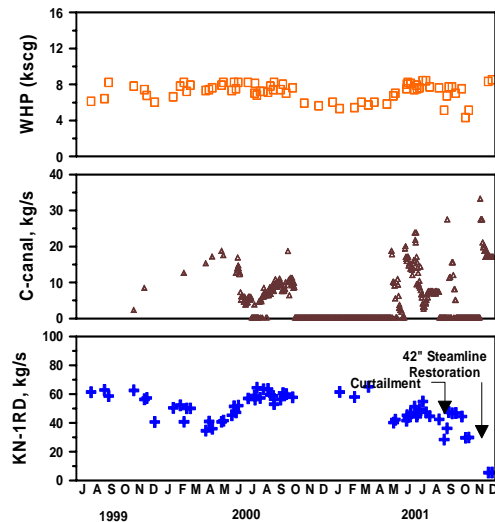 16
12
8
4
0
WHP (kscg)
40
30
20
10
0
C-canal, kg/s
100
80
60
40
20
0
KN-1RD, kg/s
42" Steamline
Restoration
Curtailment
J A S O N D J F M A M J J A S O N D J F M A M J J A S O N D
1999 2000 2001